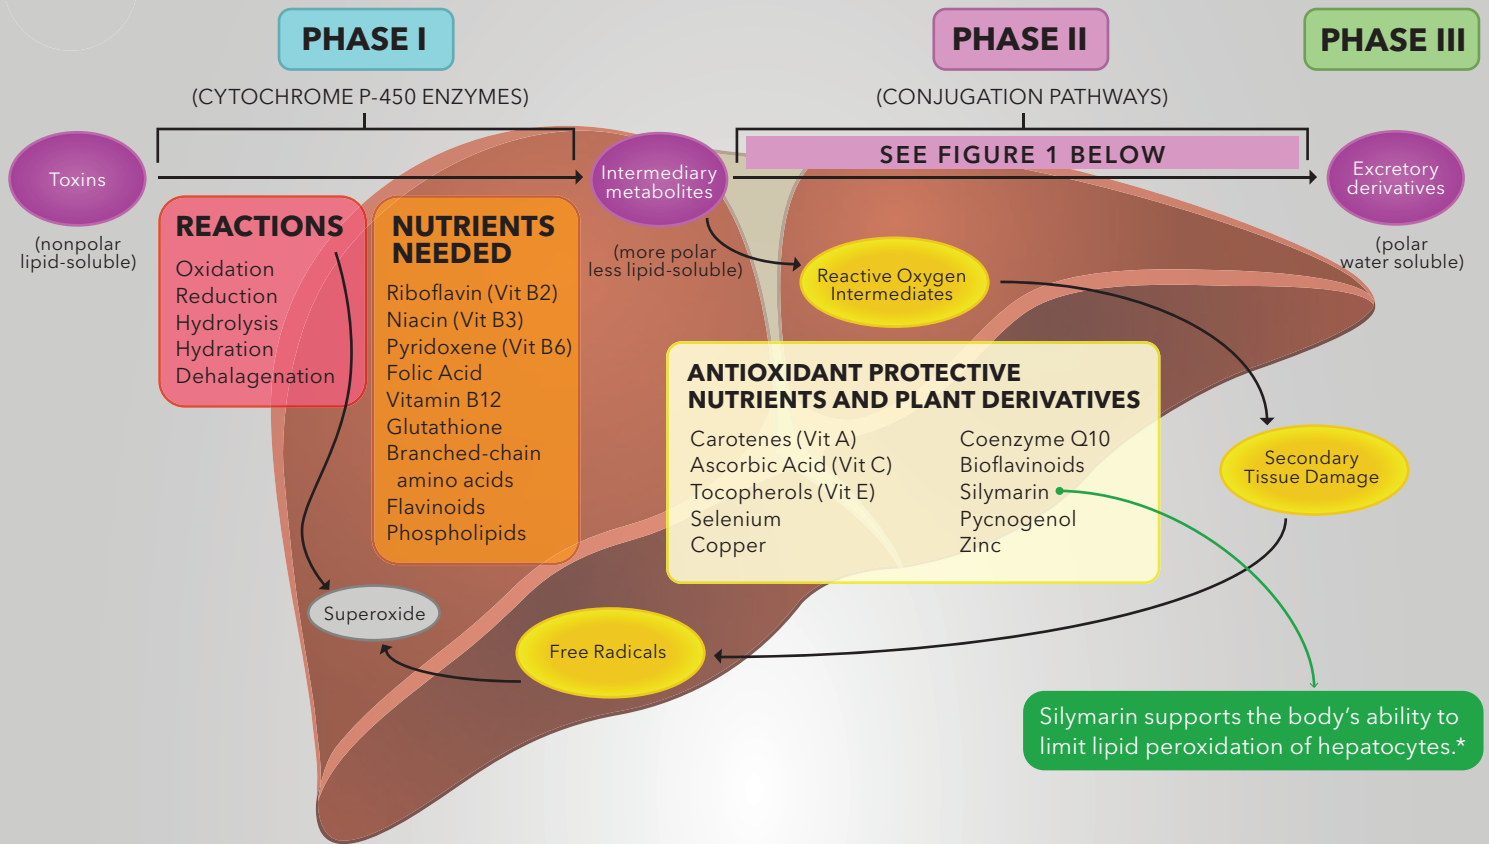 PHASE I
PHASE II
PHASE III
(CYTOCHROME P-450 ENZYMES)
(CONJUGATION PATHWAYS)
SEE FIGURE 1 BELOW
Toxins
(nonpolar
lipid-soluble)
Intermediary
metabolites
(more polar
less lipid-soluble)
Excretory
derivatives
(polar
water soluble)
REACTIONS
Oxidation
Reduction
Hydrolysis
Hydration
Dehalagenation
NUTRIENTS
NEEDED
Riboflavin (Vit B2)
Niacin (Vit B3)
Pyridoxene (Vit B6)
Folic Acid
Vitamin B12
Glutathione
Branched-chain
amino acids
Flavinoids
Phospholipids
Reactive Oxygen
Intermediates
ANTIOXIDANT PROTECTIVE
NUTRIENTS AND PLANT DERIVATIVES
Carotenes (Vit A)
Ascorbic Acid (Vit C)
Tocopherols (Vit E)
Selenium
Copper
Coenzyme Q10
Bioflavinoids
Silymarin
Pycnogenol
Zinc
Secondary
Tissue Damage
Superoxide
Free Radicals
Silymarin supports the body's ability to
limit lipid peroxidation of hepatocytes.*